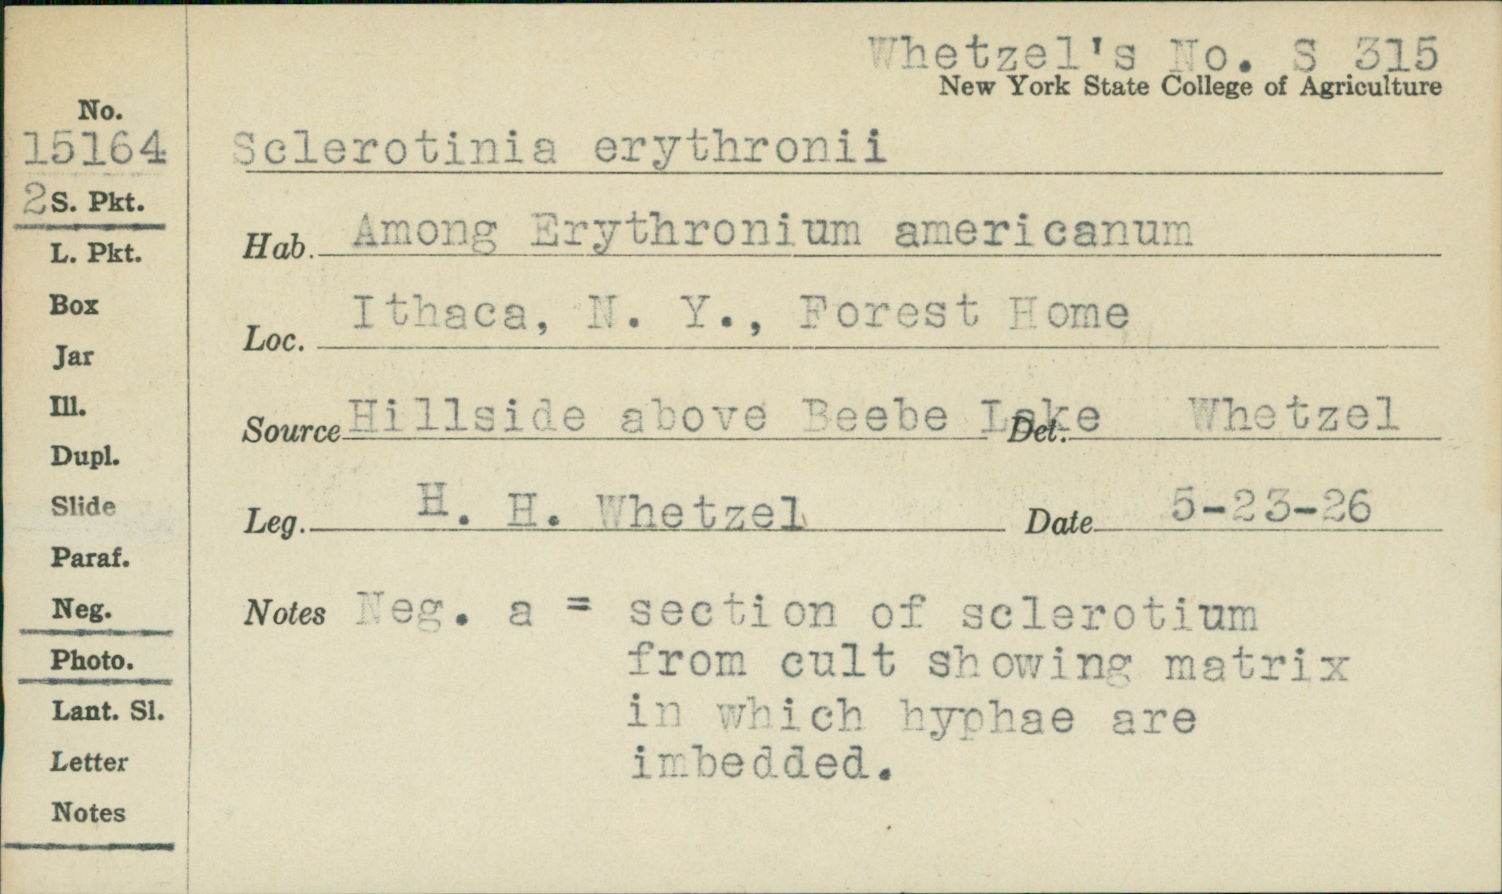 Whetzel's No. S 315
New York State College of Agriculture
No.
15164
2 S. Pkt.
L. Pkt.
Box
Jar
Ill.
Dupl.
Slide
Paraf.
Neg.
Photo.
Lant. Sl.
Letter
Notes
Sclerotinia erythronii
Hab. Among Erythronium americanum
Loc. Ithaca, N. Y., Forest Home
Source Hillside above Beebe Lake Det. Whetzel
Leg. H. H. Whetzel Date 5-23-26
Notes Neg. a = section of sclerotium
from cult showing matrix
in which hyphae are
imbedded.